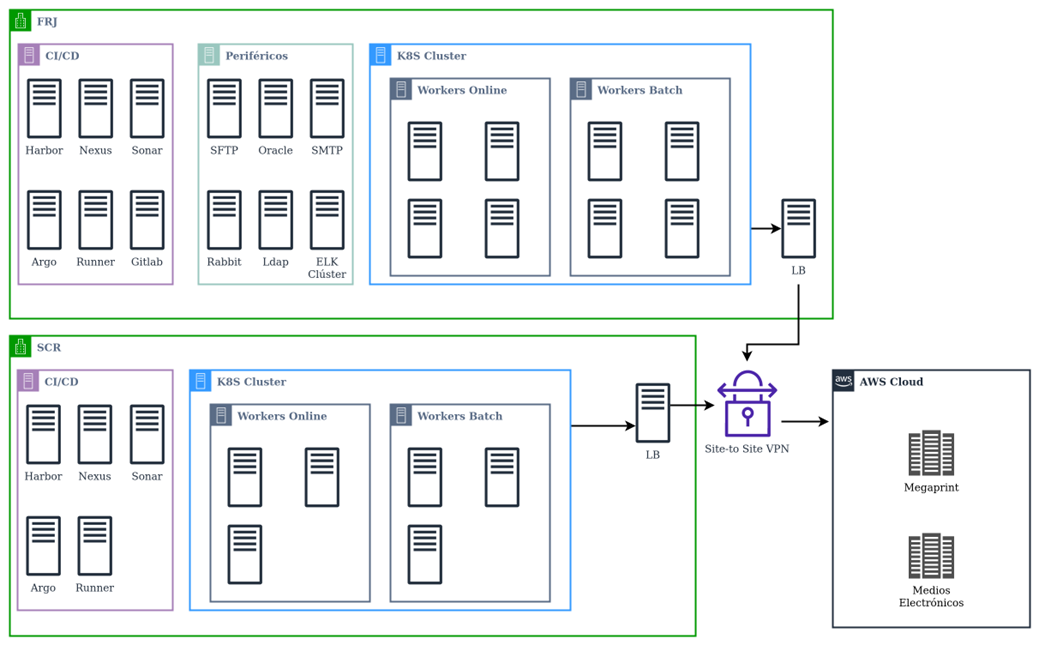 FRJ
CI/CD
Harbor
Nexus
Sonar
Argo
Runner
Gitlab
Periféricos
SFTP
Oracle
SMTP
Rabbit
Ldap
ELK
Clúster
K8S Cluster
Workers Online
Workers Batch
LB
SCR
CI/CD
Harbor
Nexus
Sonar
Argo
Runner
K8S Cluster
Workers Online
Workers Batch
LB
Site-to Site VPN
aws
AWS Cloud
Megaprint
Medios
Electrónicos